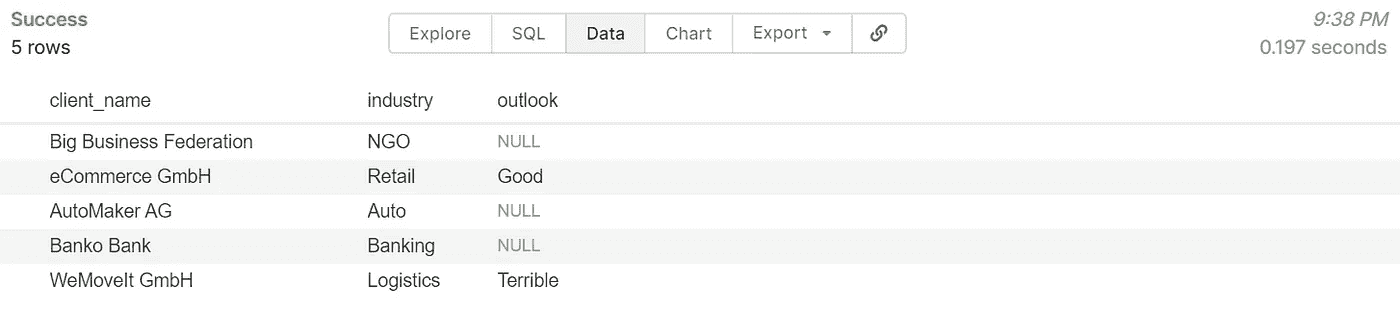 Success
5 rows
Explore SQL Data Chart Export
9:38 PM
0.197 seconds
client_name industry outlook
Big Business Federation NGO NULL
eCommerce GmbH Retail Good
AutoMaker AG Auto NULL
Banko Bank Banking NULL
WeMoveIt GmbH Logistics Terrible